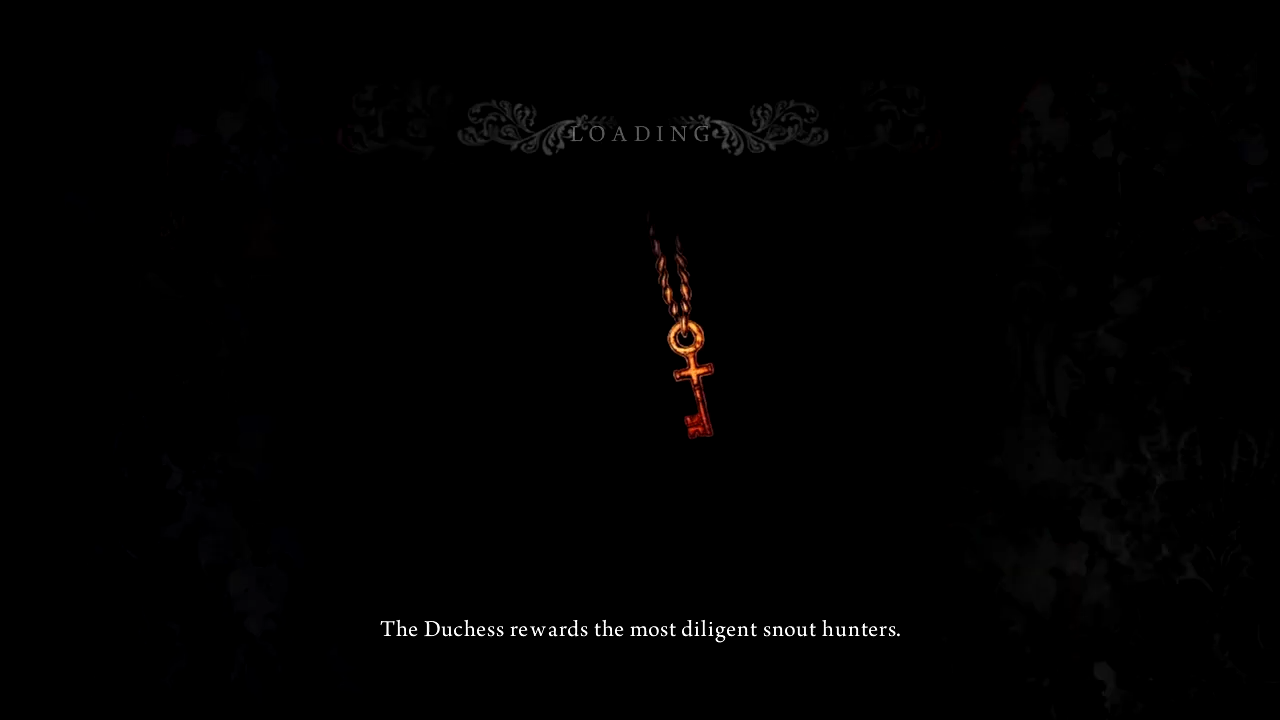 LOADING
The Duchess rewards the most diligent snout hunters.